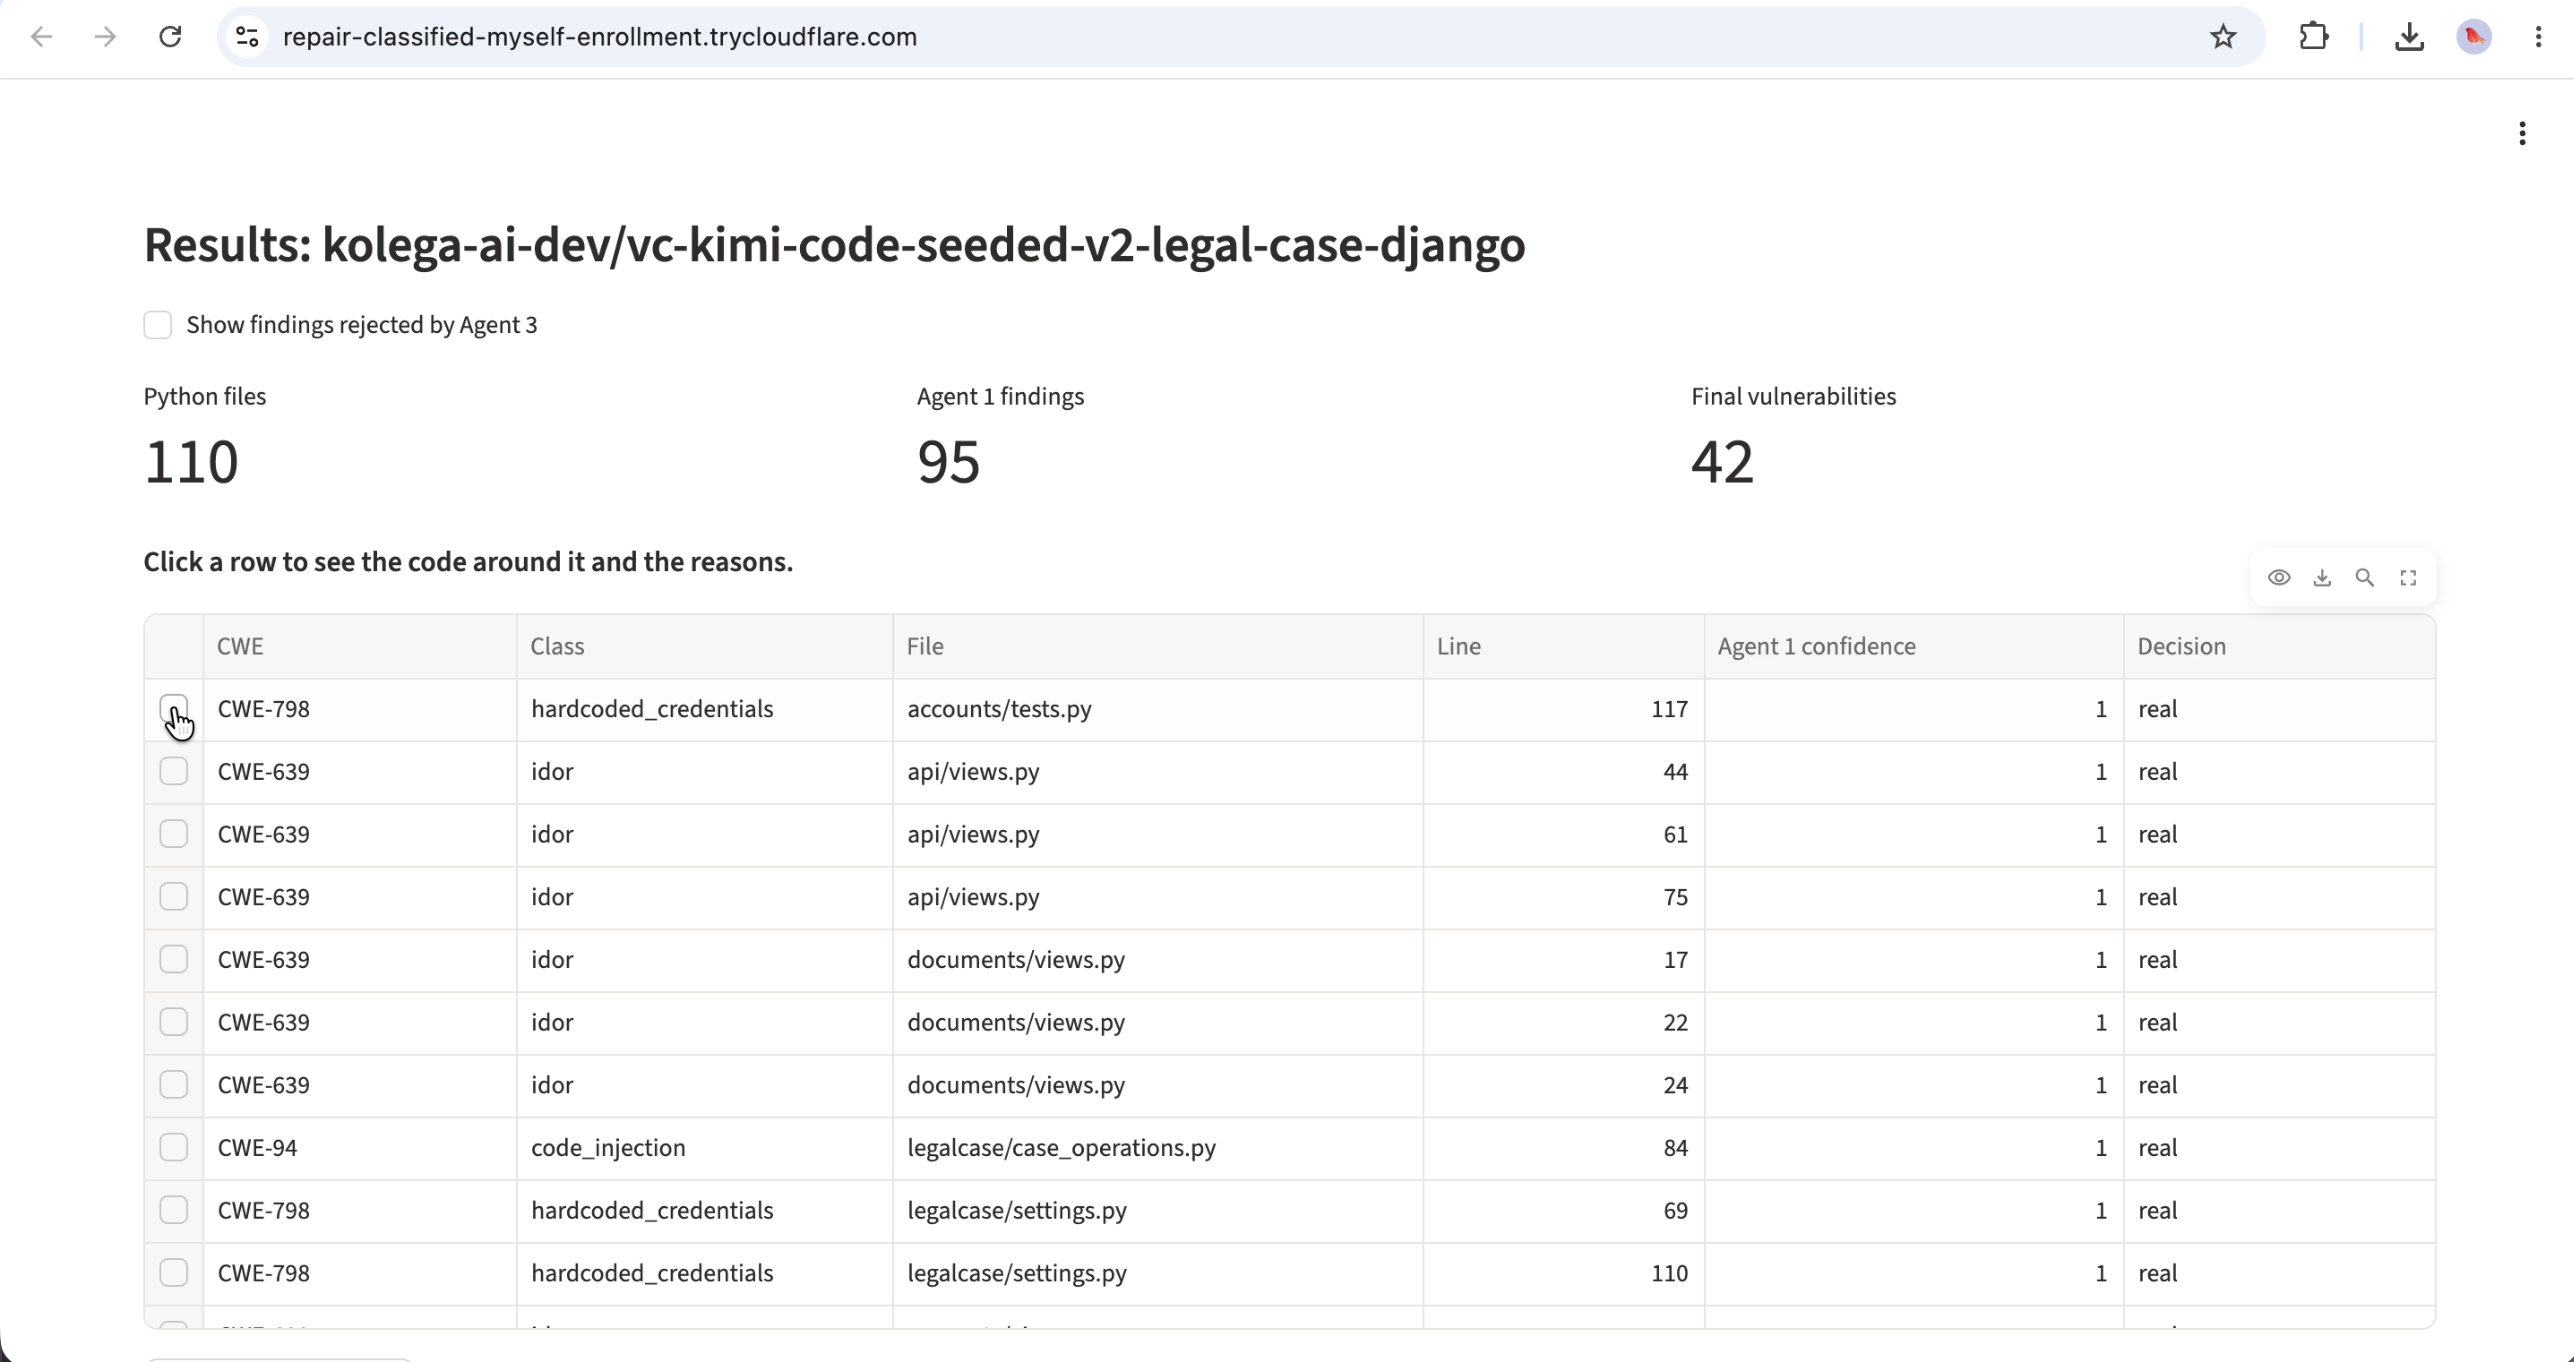 repair-classified-myself-enrollment.trycloudflare.com
Results: kolega-ai-dev/vc-kimi-code-seeded-v2-legal-case-django
Show findings rejected by Agent 3
Python files Agent 1 findings Final vulnerabilities
110 95 42
Click a row to see the code around it and the reasons.
CWE Class File Line Agent 1 confidence Decision
CWE-798 hardcoded_credentials accounts/tests.py 117 1 real
CWE-639 idor api/views.py 44 1 real
CWE-639 idor api/views.py 61 1 real
CWE-639 idor api/views.py 75 1 real
CWE-639 idor documents/views.py 17 1 real
CWE-639 idor documents/views.py 22 1 real
CWE-639 idor documents/views.py 24 1 real
CWE-94 code_injection legalcase/case_operations.py 84 1 real
CWE-798 hardcoded_credentials legalcase/settings.py 69 1 real
CWE-798 hardcoded_credentials legalcase/settings.py 110 1 real